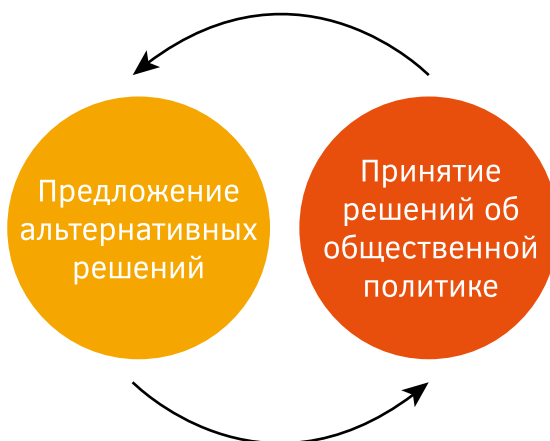 Предложение
альтернативных
решений
Принятие
решений об
общественной
политике